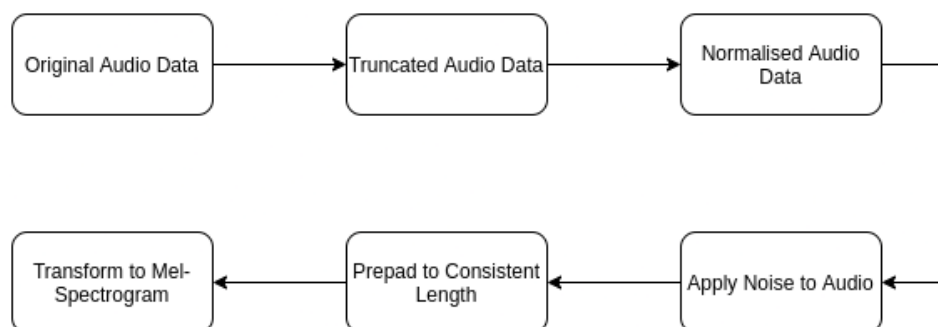 Original Audio Data
Truncated Audio Data
Normalised Audio
Data
Apply Noise to Audio
Prepad to Consistent
Length
Transform to Mel-
Spectrogram